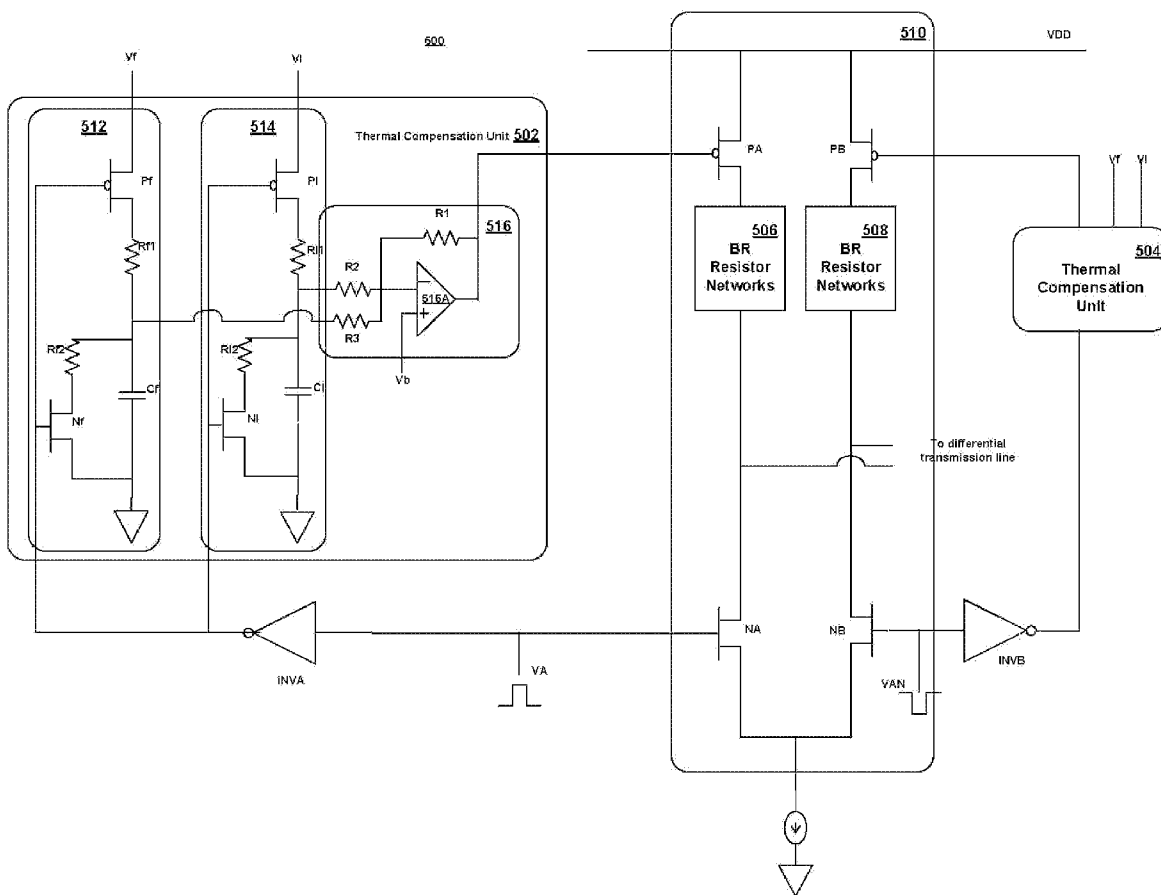 500
510
VDD
Vf
Vl
512
514
Thermal Compensation Unit 502
Pf
Pl
PA
PB
Vf
Vl
Rf1
Rl1
R1
516
506
BR
Resistor
Networks
508
BR
Resistor
Networks
504
Thermal
Compensation
Unit
R2
516A
R3
Rf2
Rl2
Cf
Cl
Vb
Nf
Nl
To differential
transmission line
NA
NB
INVA
VA
VAN
INVB